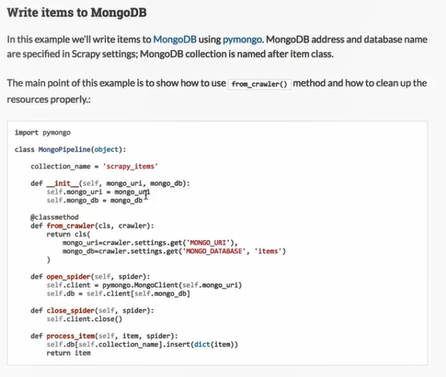 Write items to MongoDB
In this example we'll write items to MongoDB using pymongo. MongoDB address and database name
are specified in Scrapy settings; MongoDB collection is named after item class.
The main point of this example is to show how to use from_crawler() method and how to clean up the
resources properly.:
import pymongo
class MongoPipeline(object):
    collection_name = 'scrapy_items'
    def __init__(self, mongo_uri, mongo_db):
        self.mongo_uri = mongo_uri
        self.mongo_db = mongo_db
    @classmethod
    def from_crawler(cls, crawler):
        return cls(
            mongo_uri=crawler.settings.get('MONGO_URI'),
            mongo_db=crawler.settings.get('MONGO_DATABASE', 'items')
        )
    def open_spider(self, spider):
        self.client = pymongo.MongoClient(self.mongo_uri)
        self.db = self.client[self.mongo_db]
    def close_spider(self, spider):
        self.client.close()
    def process_item(self, item, spider):
        self.db[self.collection_name].insert(dict(item))
        return item